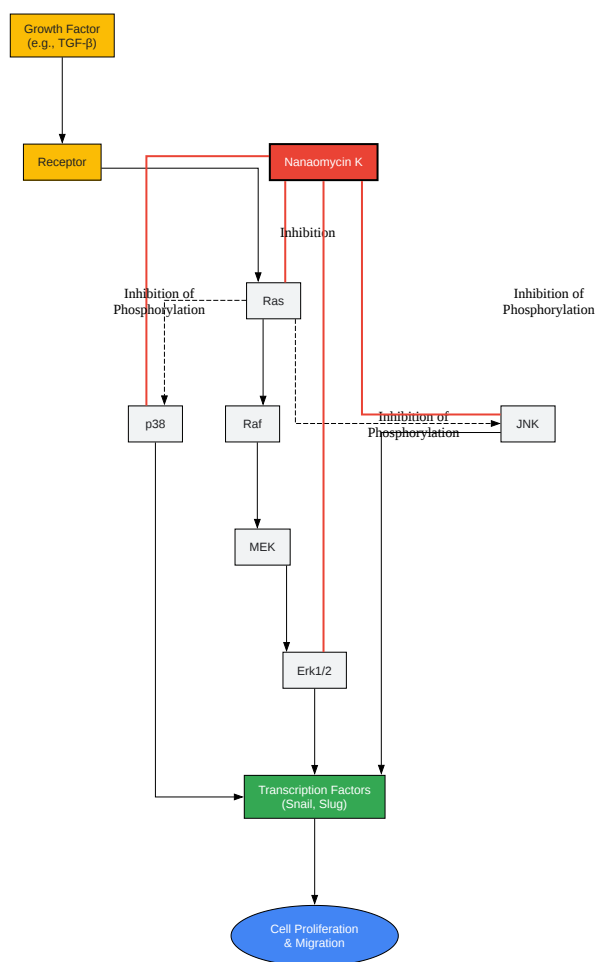 Growth Factor
(e.g., TGF-β)
Receptor
Nanaomycin K
Inhibition
Inhibition of
Phosphorylation
Inhibition of
Phosphorylation
Ras
p38
Raf
Inhibition of
Phosphorylation
JNK
MEK
Erk1/2
Transcription Factors
(Snail, Slug)
Cell Proliferation
& Migration